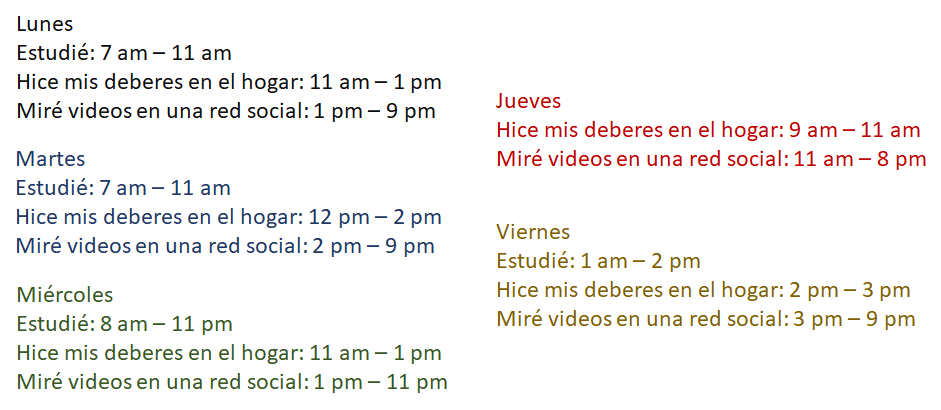 Lunes
Estudié: 7 am – 11 am
Hice mis deberes en el hogar: 11 am – 1 pm
Miré videos en una red social: 1 pm – 9 pm
Martes
Estudié: 7 am – 11 am
Hice mis deberes en el hogar: 12 pm – 2 pm
Miré videos en una red social: 2 pm – 9 pm
Miércoles
Estudié: 8 am – 11 pm
Hice mis deberes en el hogar: 11 am – 1 pm
Miré videos en una red social: 1 pm – 11 pm
Jueves
Hice mis deberes en el hogar: 9 am – 11 am
Miré videos en una red social: 11 am – 8 pm
Viernes
Estudié: 1 am – 2 pm
Hice mis deberes en el hogar: 2 pm – 3 pm
Miré videos en una red social: 3 pm – 9 pm